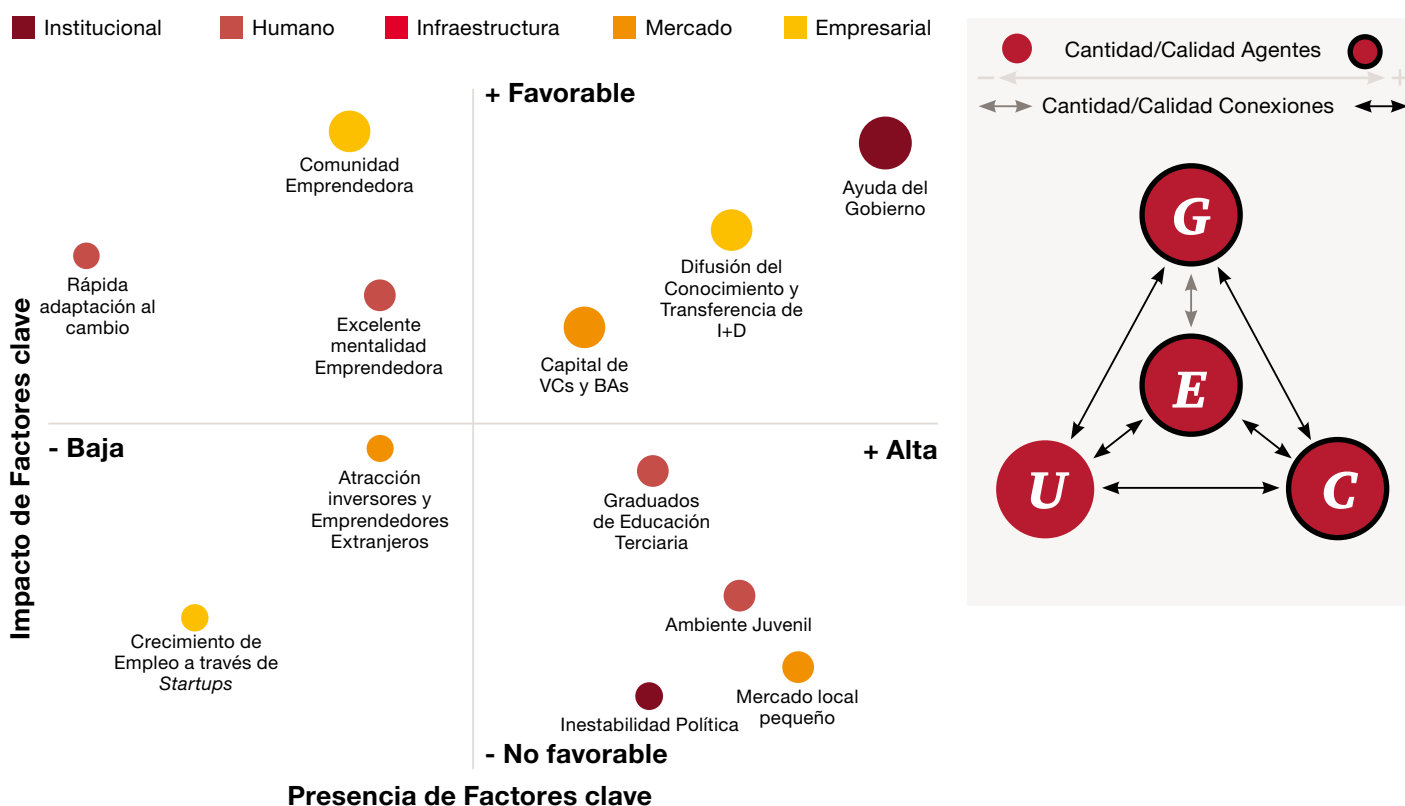 Institucional
Humano
Infraestructura
Mercado
Empresarial
+ Favorable
Comunidad
Emprendedora
Ayuda del
Gobierno
Rápida
adaptación al
cambio
Excelente
mentalidad
Emprendedora
Difusión del
Conocimiento y
Transferencia de
I+D
Capital de
VCs y BAs
Impacto de Factores clave
- Baja
+ Alta
Atracción
inversores y
Emprendedores
Extranjeros
Graduados
de Educación
Terciaria
Ambiente Juvenil
Crecimiento de
Empleo a través de
Startups
Mercado local
pequeño
Inestabilidad Política
- No favorable
Presencia de Factores clave
Cantidad/Calidad Agentes
- +
Cantidad/Calidad Conexiones
G
E
U
C